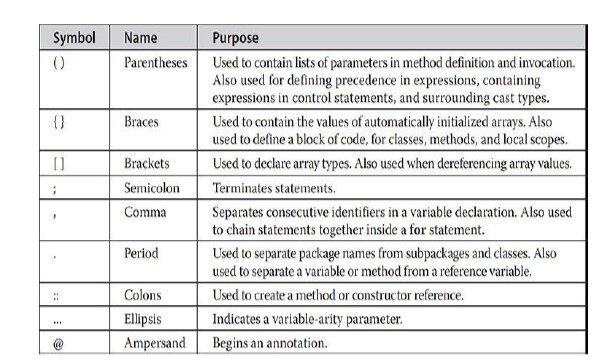 Symbol Name Purpose
( ) Parentheses Used to contain lists of parameters in method definition and invocation.
Also used for defining precedence in expressions, containing
expressions in control statements, and surrounding cast types.
{ } Braces Used to contain the values of automatically initialized arrays. Also
used to define a block of code, for classes, methods, and local scopes.
[ ] Brackets Used to declare array types. Also used when dereferencing array values.
; Semicolon Terminates statements.
, Comma Separates consecutive identifiers in a variable declaration. Also used
to chain statements together inside a for statement.
. Period Used to separate package names from subpackages and classes. Also
used to separate a variable or method from a reference variable.
:: Colons Used to create a method or constructor reference.
... Ellipsis Indicates a variable-arity parameter.
@ Ampersand Begins an annotation.